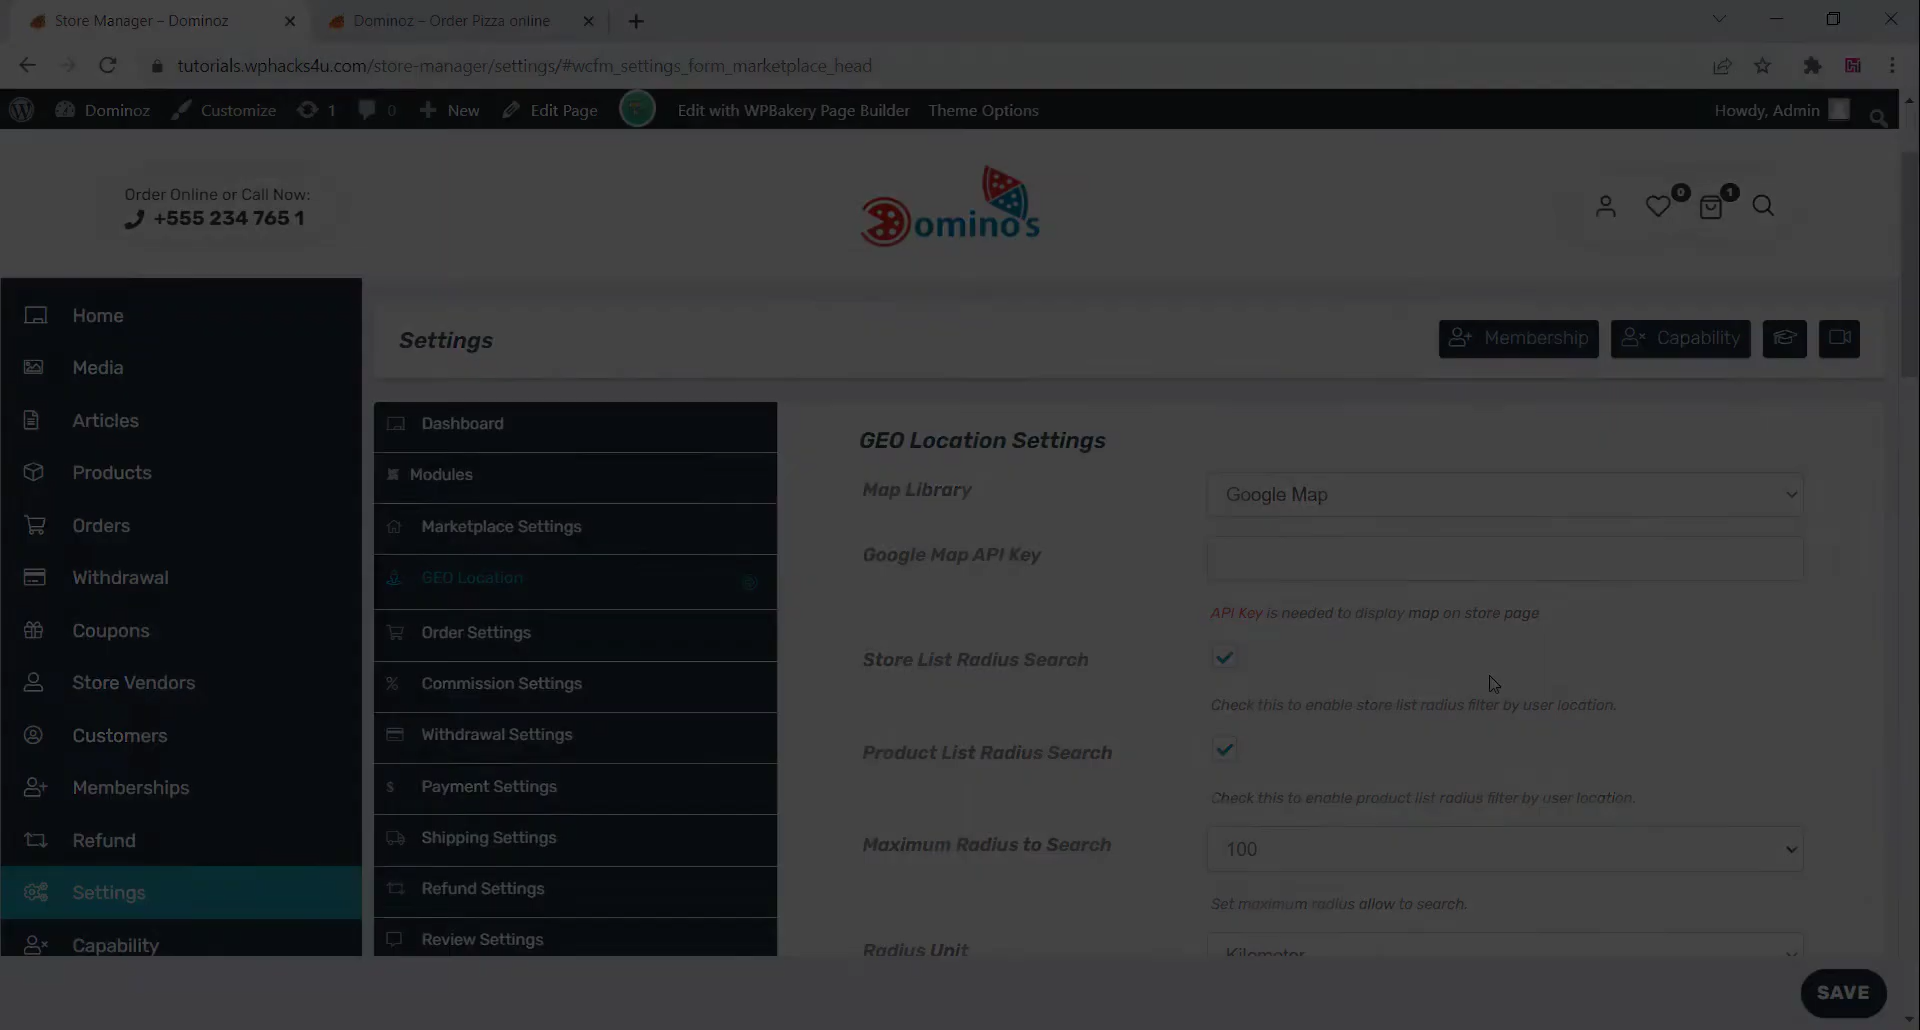 Store Manager – Dominoz
Dominoz – Order Pizza online
tutorials.wphacks4u.com/store-manager/settings/#wcfm_settings_form_marketplace_head
Dominoz
Customize
1
0
New
Edit Page
Edit with WPBakery Page Builder
Theme Options
Howdy, Admin
Order Online or Call Now:
+555 234 765 1
Domino's
0
1
Home
Media
Articles
Products
Orders
Withdrawal
Coupons
Store Vendors
Customers
Memberships
Refund
Settings
Capability
Settings
Membership
Capability
Dashboard
Modules
Marketplace Settings
GEO Location
Order Settings
Commission Settings
Withdrawal Settings
Payment Settings
Shipping Settings
Refund Settings
Review Settings
GEO Location Settings
Map Library
Google Map
Google Map API Key
API Key is needed to display map on store page
Store List Radius Search
Check this to enable store list radius filter by user location.
Product List Radius Search
Check this to enable product list radius filter by user location.
Maximum Radius to Search
100
Set maximum radius allow to search.
Radius Unit
Kilometer
SAVE